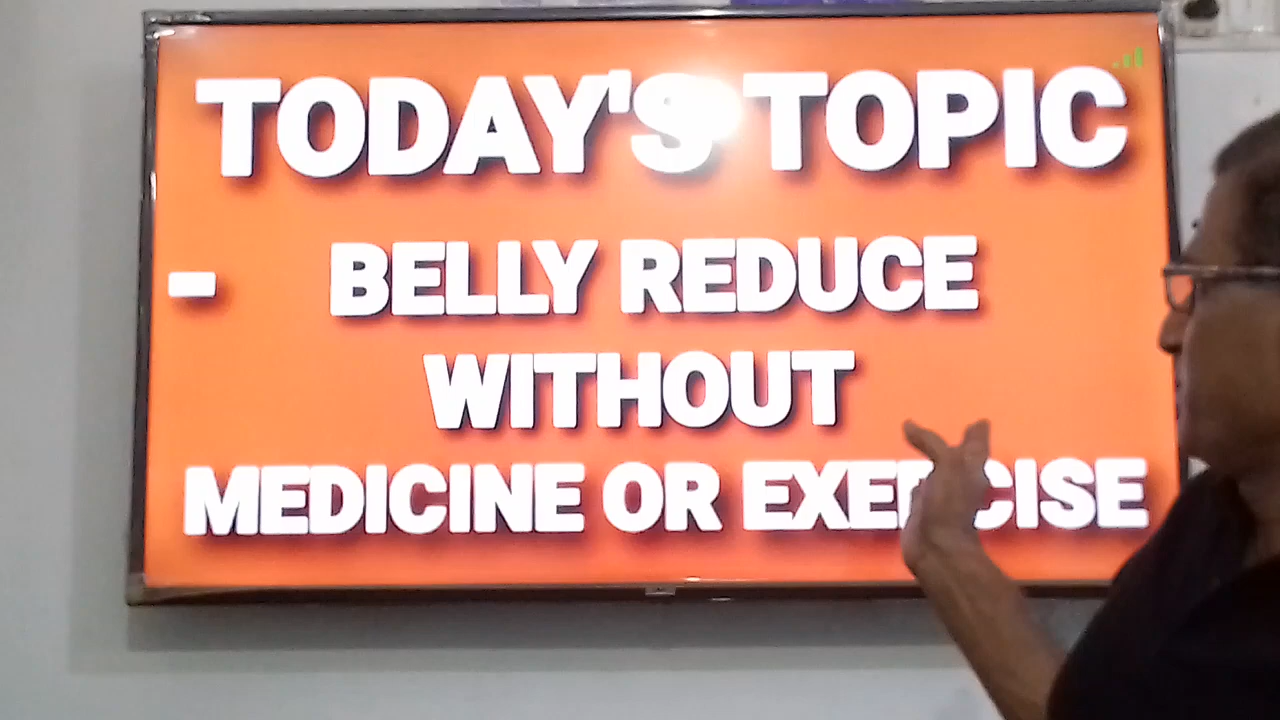 TODAY'S TOPIC
- BELLY REDUCE
WITHOUT
MEDICINE OR EXERCISE